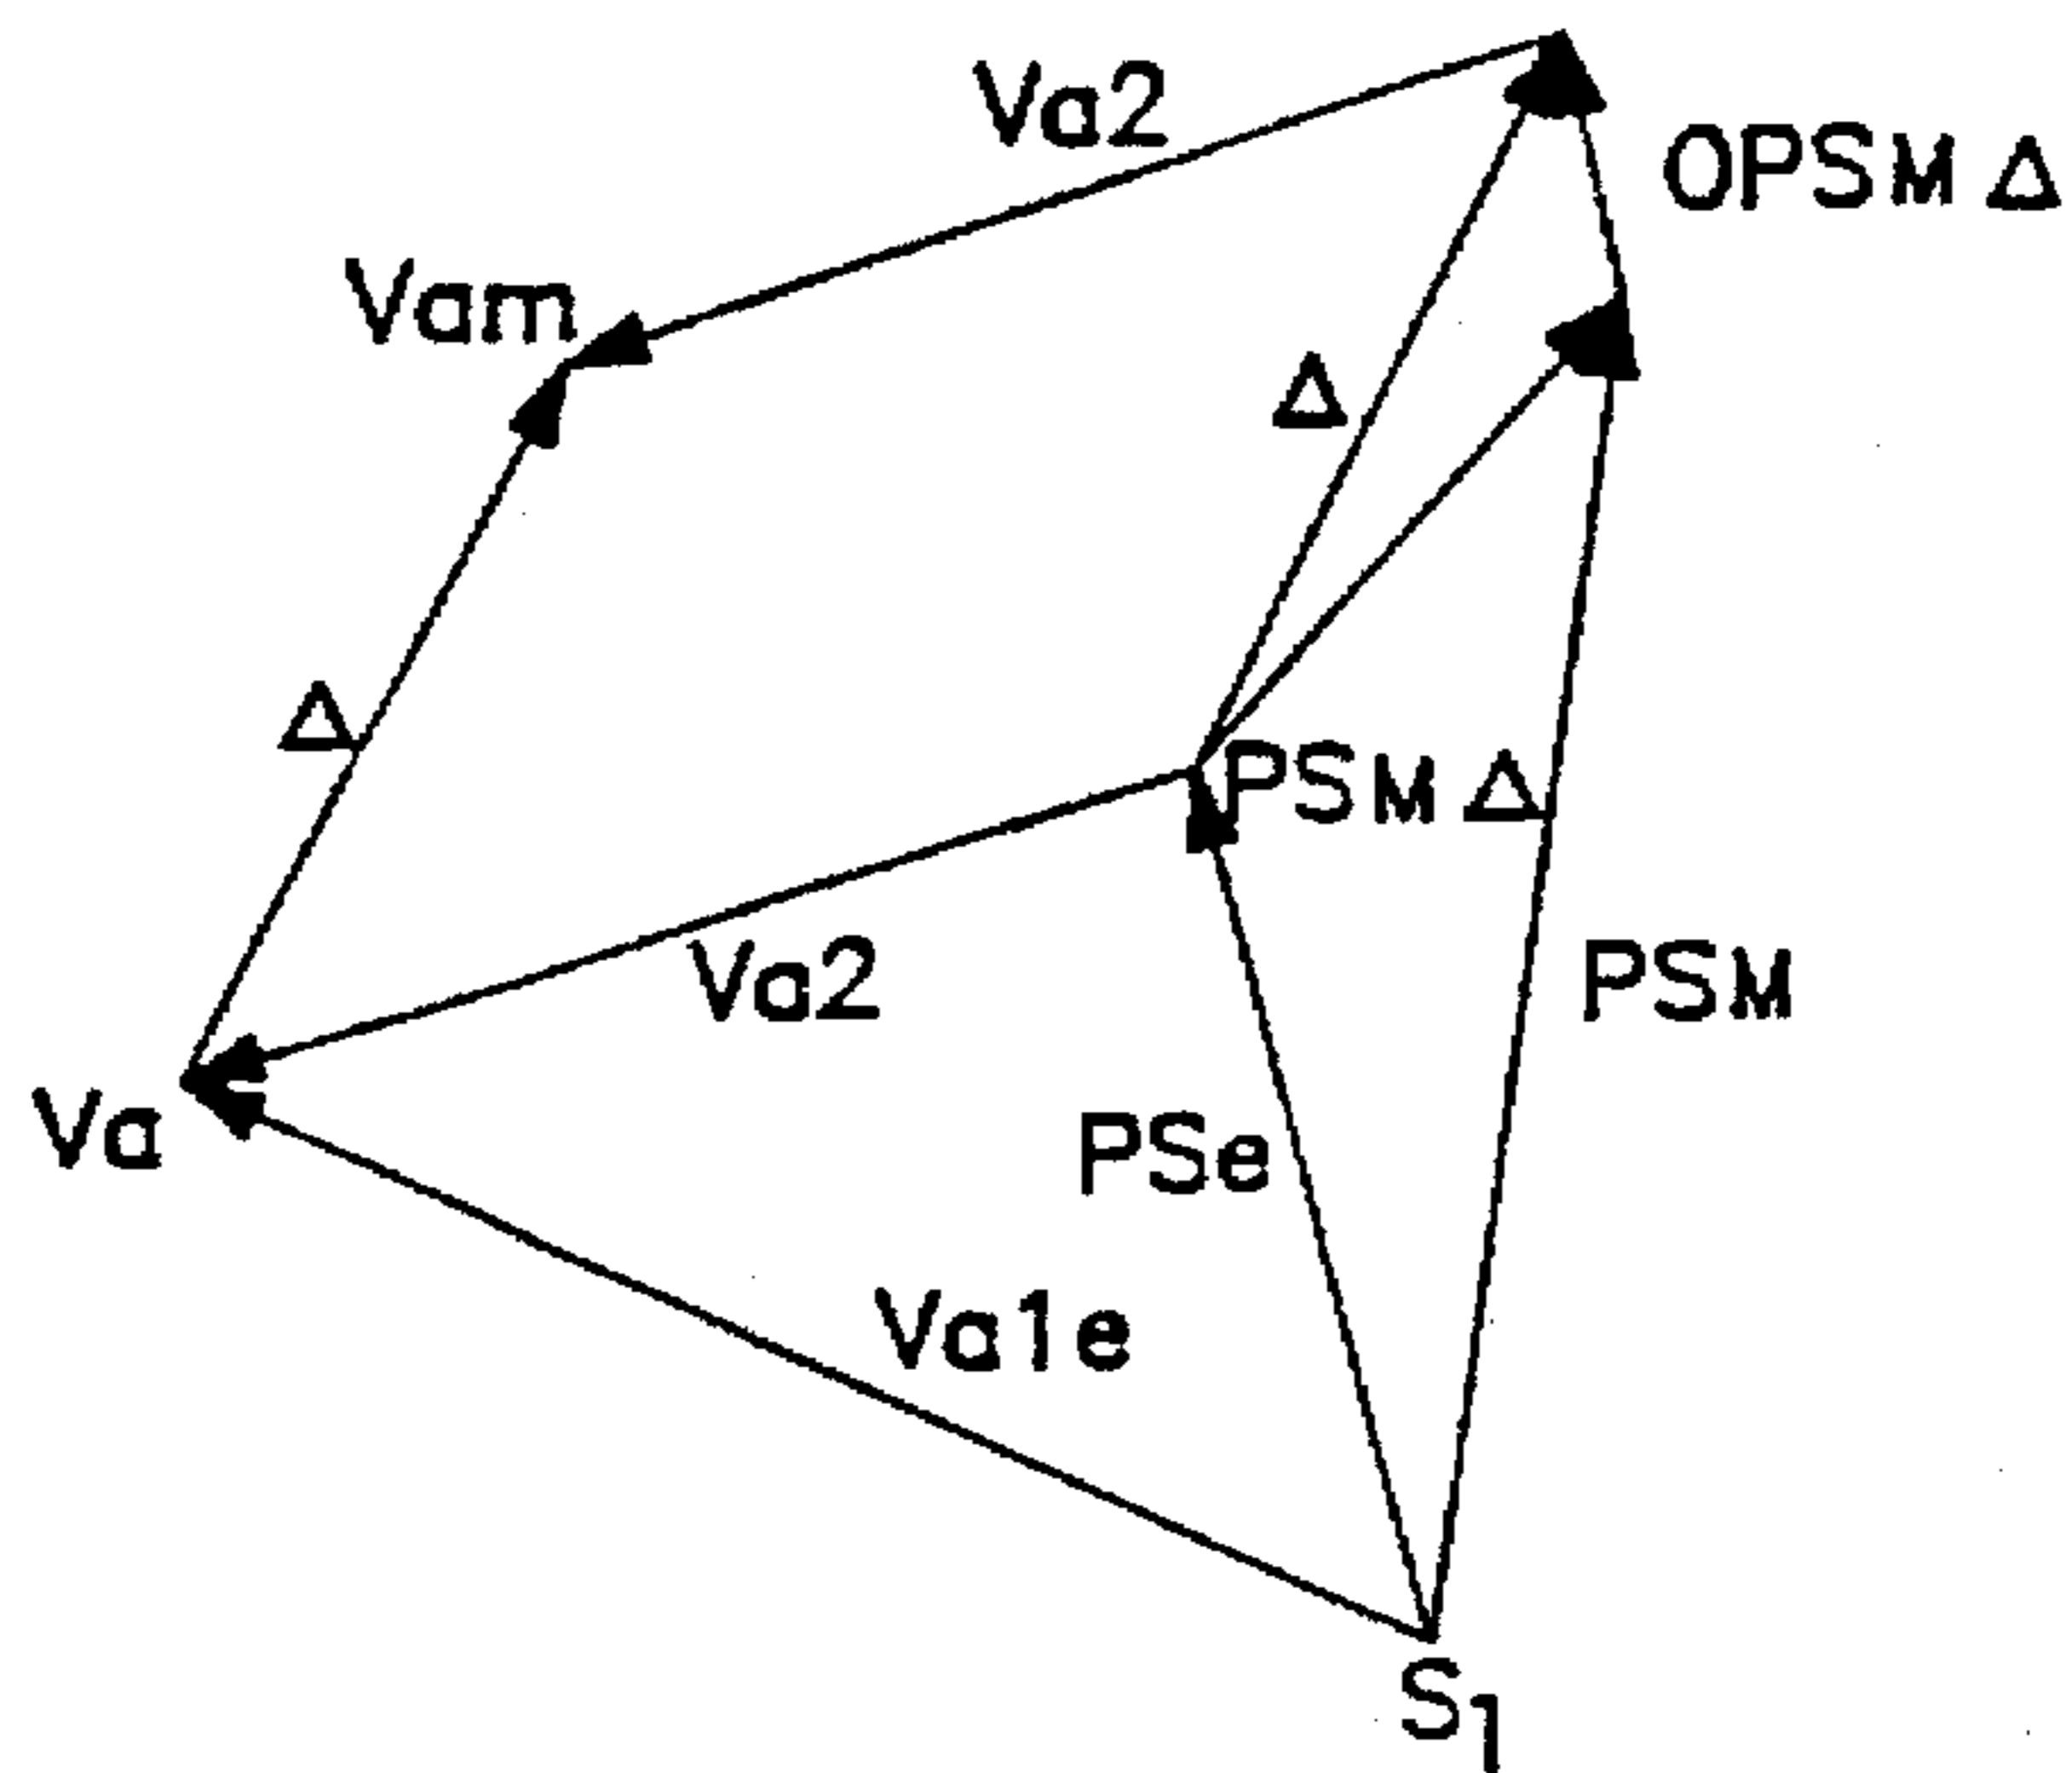 Va2
OPSM Δ
Vam
Δ
Δ
PSM Δ
Va2
PSM
Va
PSe
Va1e
S1